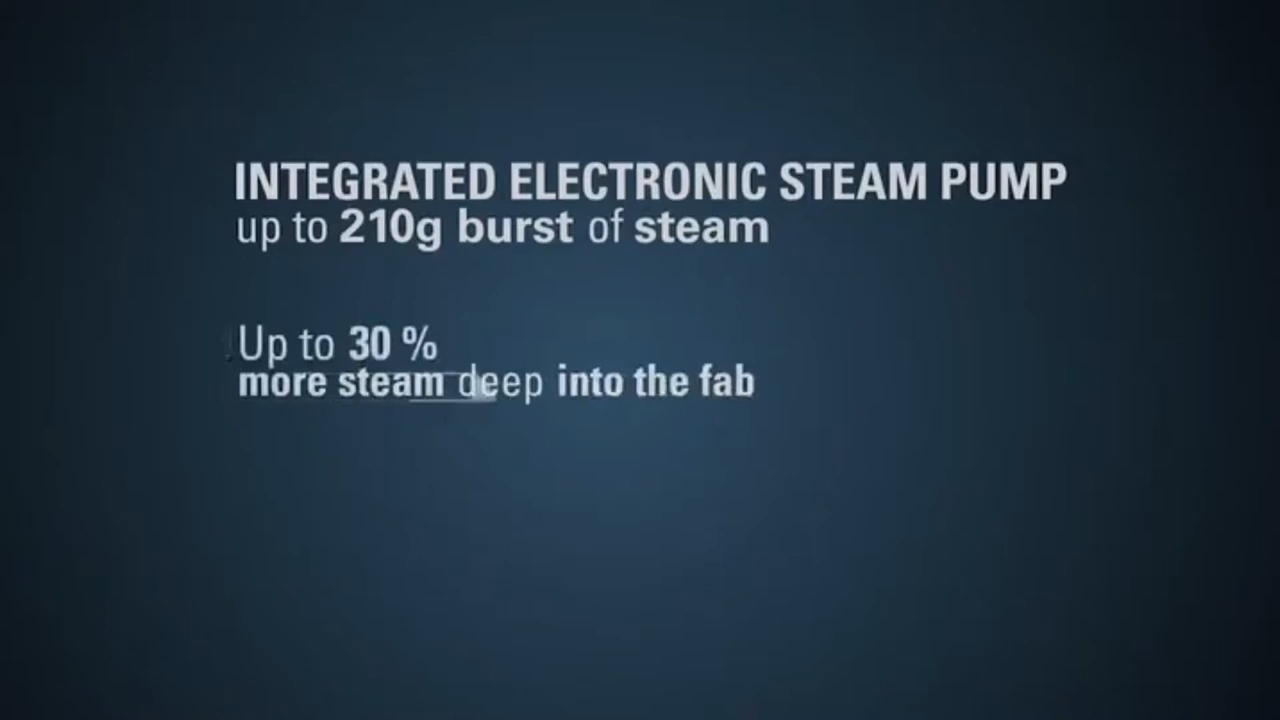 INTEGRATED ELECTRONIC STEAM PUMP
up to 210g burst of steam
Up to 30 %
more steam deep into the fab